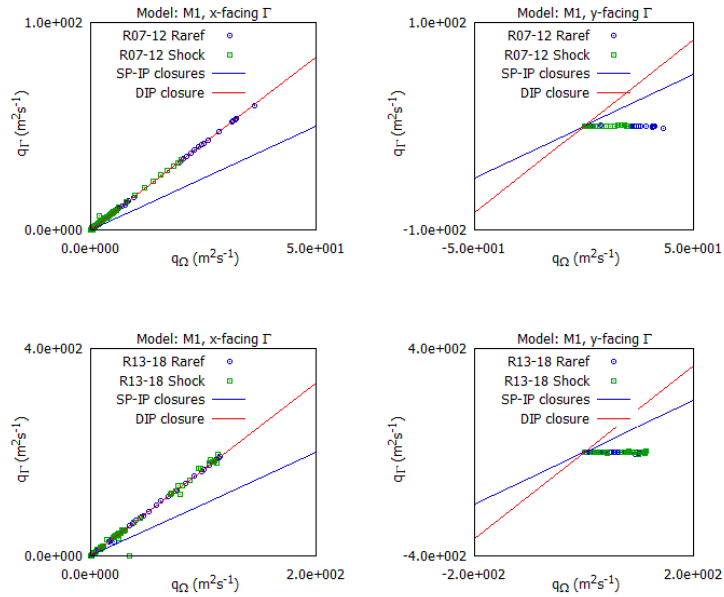 Model: M1, x-facing Γ
1.0e+002
R07-12 Raref
R07-12 Shock
SP-IP closures
DIP closure
q_Γ (m²s⁻¹)
0.0e+000
0.0e+000
5.0e+001
q_Ω (m²s⁻¹)
Model: M1, y-facing Γ
1.0e+002
R07-12 Raref
R07-12 Shock
SP-IP closures
DIP closure
q_Γ (m²s⁻¹)
-1.0e+002
-5.0e+001
5.0e+001
q_Ω (m²s⁻¹)
Model: M1, x-facing Γ
4.0e+002
R13-18 Raref
R13-18 Shock
SP-IP closures
DIP closure
q_Γ (m²s⁻¹)
0.0e+000
0.0e+000
2.0e+002
q_Ω (m²s⁻¹)
Model: M1, y-facing Γ
4.0e+002
R13-18 Raref
R13-18 Shock
SP-IP closures
DIP closure
q_Γ (m²s⁻¹)
-4.0e+002
-2.0e+002
2.0e+002
q_Ω (m²s⁻¹)